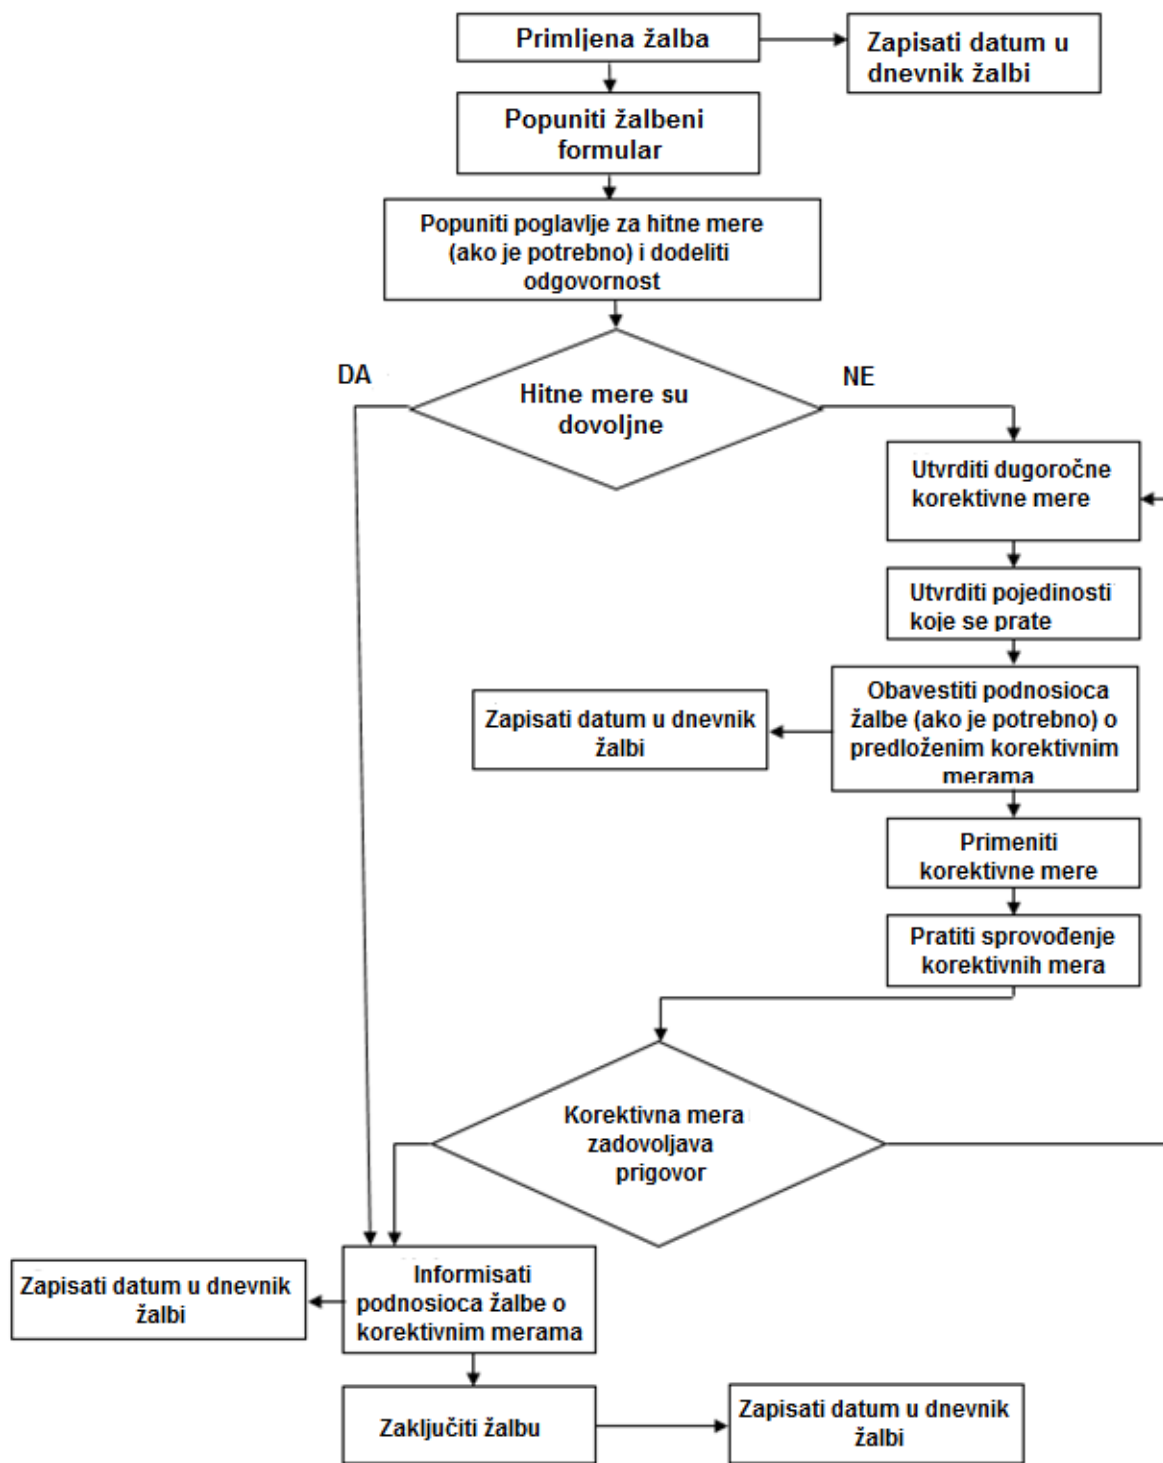 Primljena žalba
Zapisati datum u
dnevnik žalbi
Popuniti žalbeni
formular
Popuniti poglavlje za hitne mere
(ako je potrebno) i dodeliti
odgovornost
DA
NE
Hitne mere su
dovoljne
Utvrditi dugoročne
korektivne mere
Utvrditi pojedinosti
koje se prate
Obavestiti podnosioca
žalbe (ako je potrebno) o
predloženim korektivnim
merama
Zapisati datum u dnevnik
žalbi
Primeniti
korektivne mere
Pratiti sprovođenje
korektivnih mera
Korektivna mera
zadovoljava
prigovor
Informisati
podnosioca žalbe o
korektivnim merama
Zapisati datum u dnevnik
žalbi
Zaključiti žalbu
Zapisati datum u dnevnik
žalbi